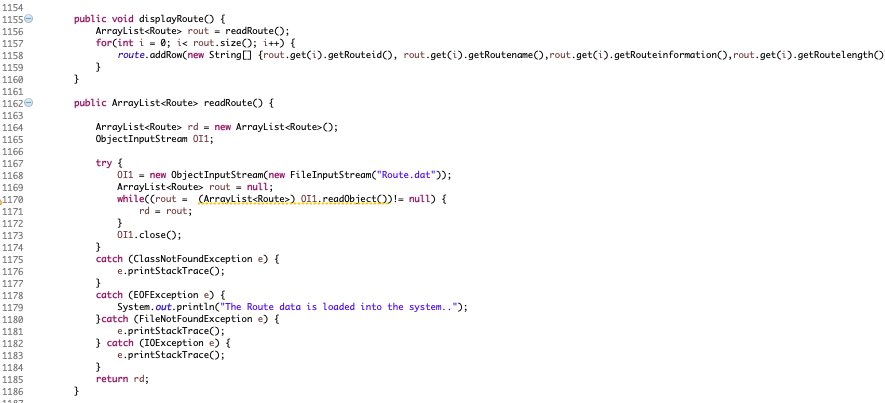 1154
1155 public void displayRoute() {
1156 ArrayList<Route> rout = readRoute();
1157 for(int i = 0; i< rout.size(); i++) {
1158 route.addRow(new String[] {rout.get(i).getRouteid(), rout.get(i).getRoutename(),rout.get(i).getRouteinformation(),rout.get(i).getRoutelength()
1159 }
1160 }
1161
1162 public ArrayList<Route> readRoute() {
1163
1164 ArrayList<Route> rd = new ArrayList<Route>();
1165 ObjectInputStream OI1;
1166
1167 try {
1168 OI1 = new ObjectInputStream(new FileInputStream("Route.dat"));
1169 ArrayList<Route> rout = null;
1170 while((rout = (ArrayList<Route>) OI1.readObject())!= null) {
1171 rd = rout;
1172 }
1173 OI1.close();
1174 }
1175 catch (ClassNotFoundException e) {
1176 e.printStackTrace();
1177 }
1178 catch (EOFException e) {
1179 System.out.println("The Route data is loaded into the system..");
1180 }catch (FileNotFoundException e) {
1181 e.printStackTrace();
1182 } catch (IOException e) {
1183 e.printStackTrace();
1184 }
1185 return rd;
1186 }